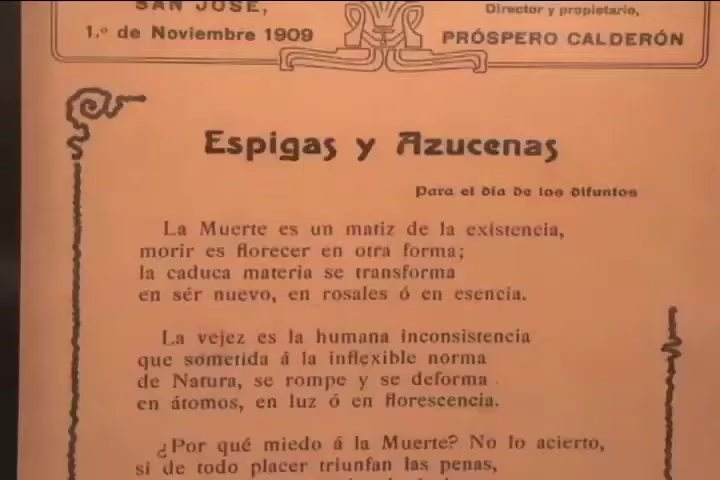 SAN JOSE,
1.º de Noviembre 1909
Director y propietario,
PRÓSPERO CALDERÓN
Espigas y Azucenas
Para el día de los Difuntos
La Muerte es un matiz de la existencia,
morir es florecer en otra forma;
la caduca materia se transforma
en sér nuevo, en rosales ó en esencia.
La vejez es la humana inconsistencia
que sometida á la inflexible norma
de Natura, se rompe y se deforma
en átomos, en luz ó en florescencia.
¿Por qué miedo á la Muerte? No lo acierto,
si de todo placer triunfan las penas,